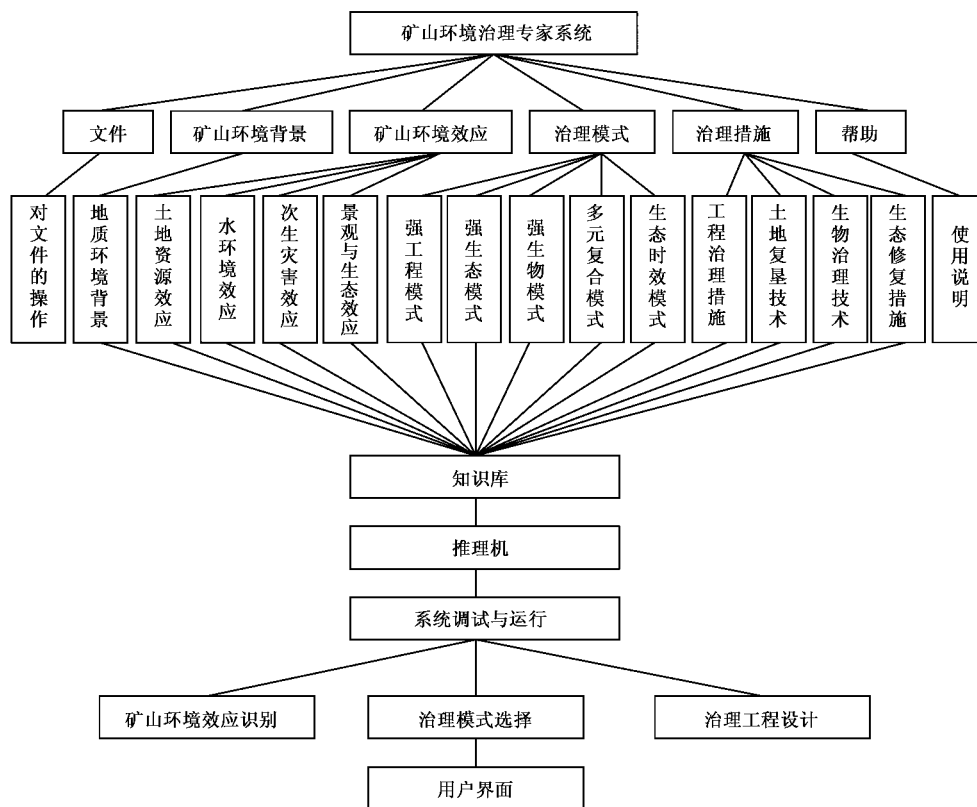 矿山环境治理专家系统
文件
矿山环境背景
矿山环境效应
治理模式
治理措施
帮助
对文件的操作
地质环境背景
土地资源效应
水环境效应
次生灾害效应
景观与生态效应
强工程模式
强生态模式
强生物模式
多元复合模式
生态时效模式
工程治理措施
土地复垦技术
生物治理技术
生态修复措施
使用说明
知识库
推理机
系统调试与运行
矿山环境效应识别
治理模式选择
治理工程设计
用户界面